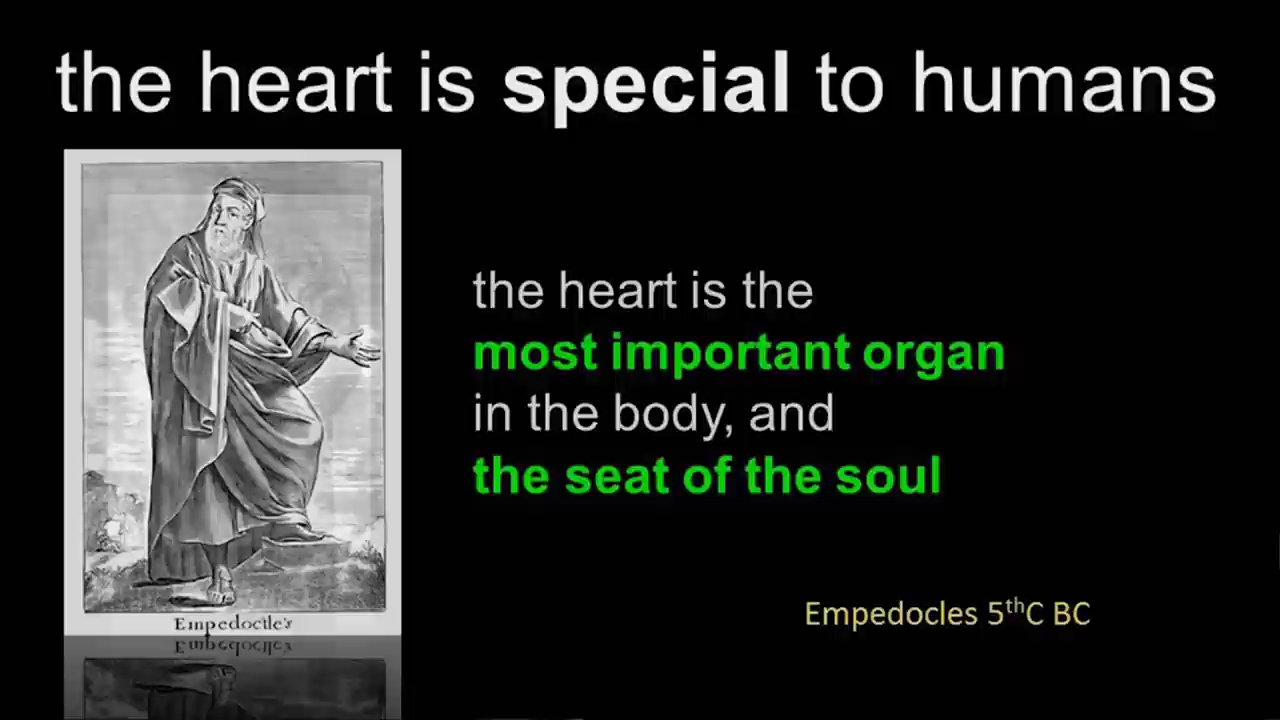 the heart is special to humans
the heart is the
most important organ
in the body, and
the seat of the soul
Empedocles 5thC BC
Empedocles